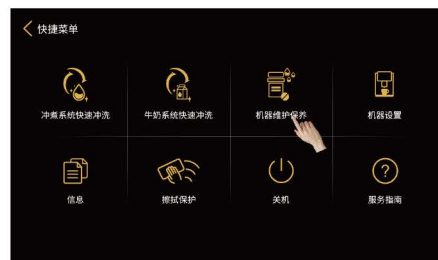 快捷菜单
冲煮系统快速冲洗
牛奶系统快速冲洗
机器维护保养
机器设置
信息
擦拭保护
关机
服务指南